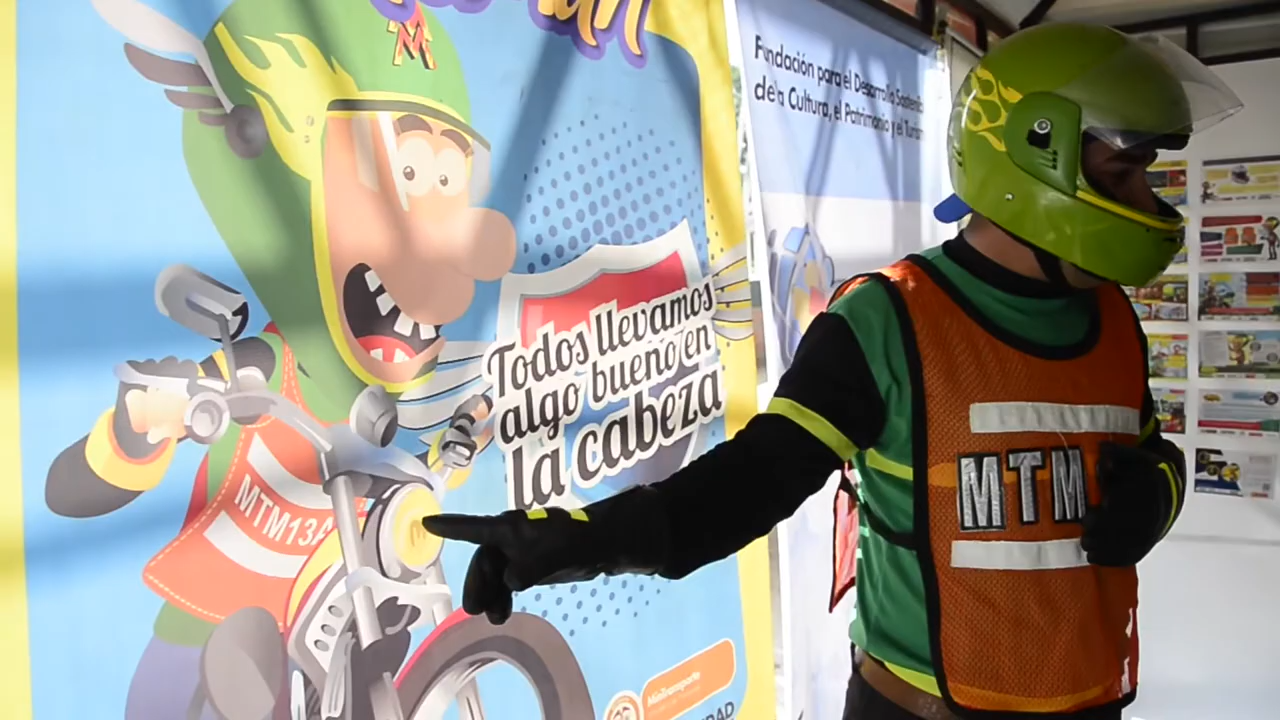 M
Fundación para el Desarrollo Sostenible
de la Cultura, el Patrimonio y el Turismo
Todos llevamos
algo bueno en
la cabeza
MTM13A
MTM
MinTransporte